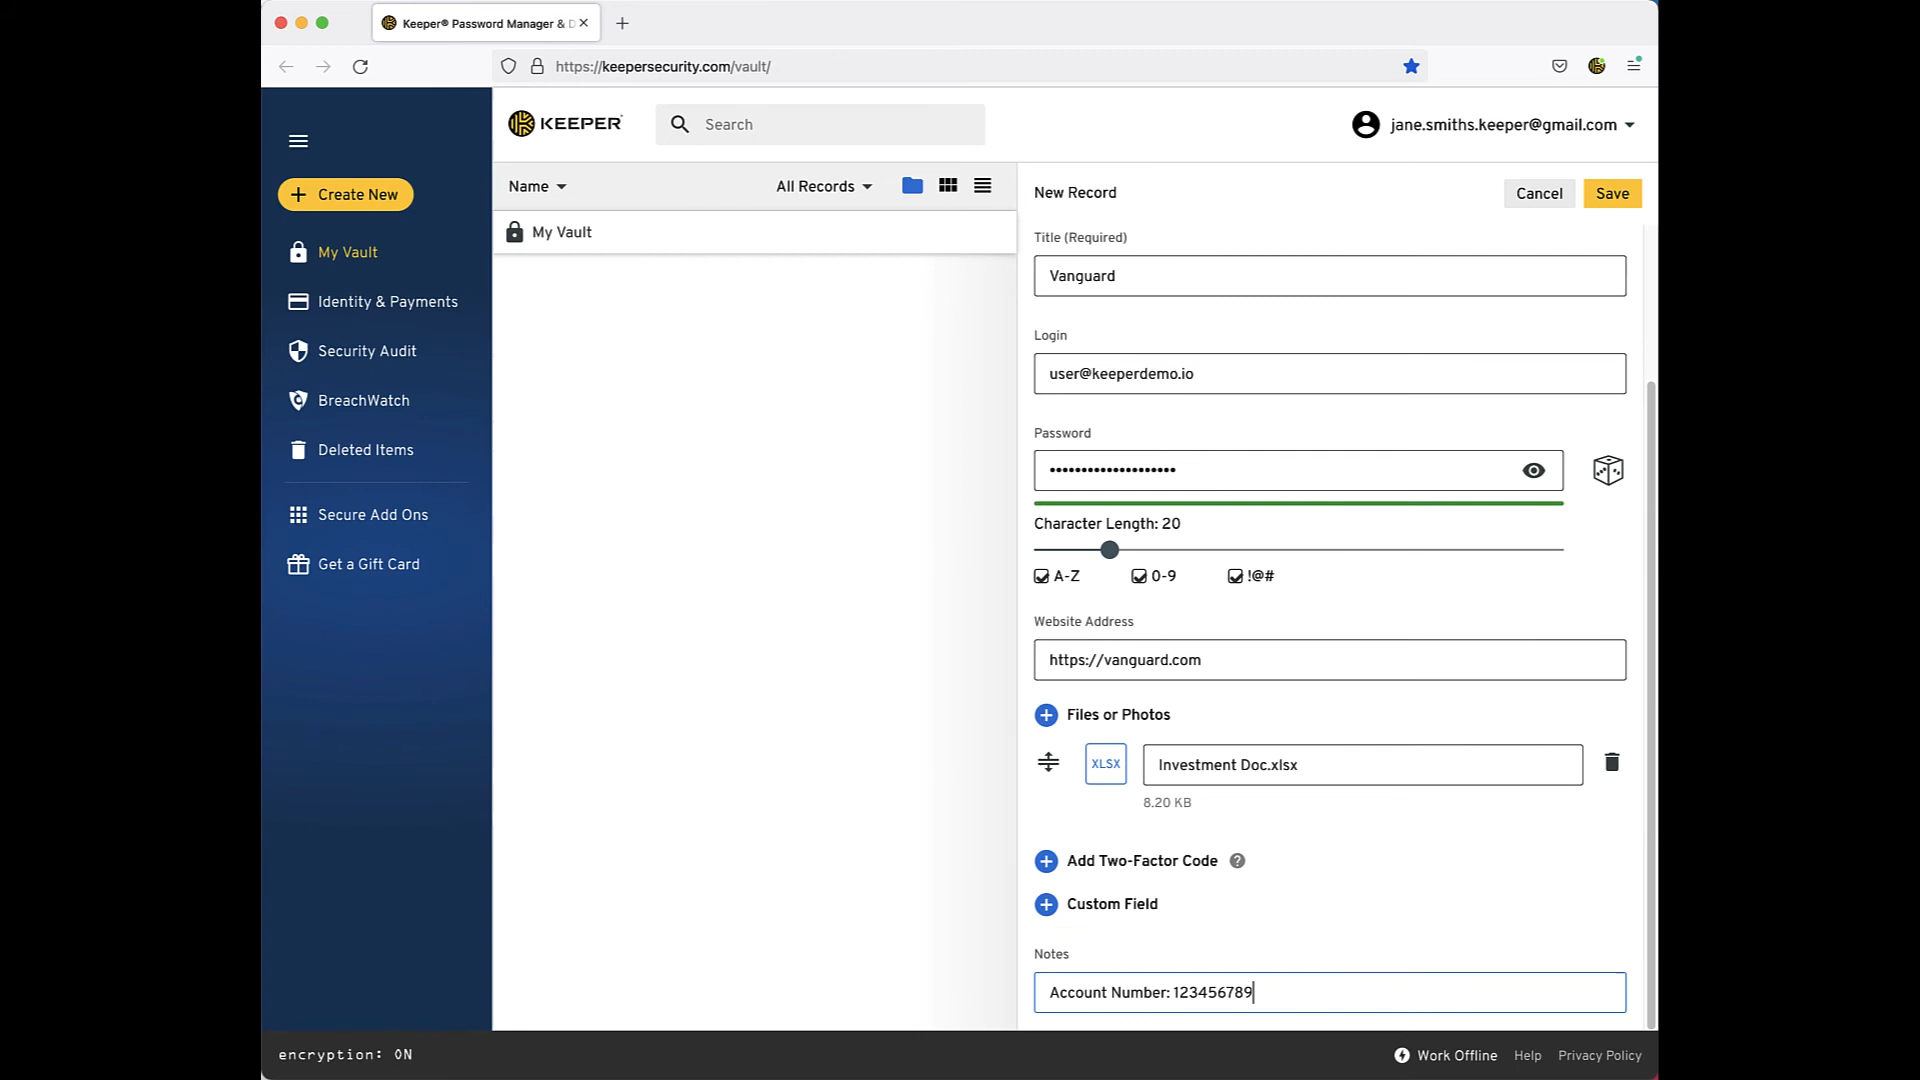 Keeper® Password Manager & D
https://keepersecurity.com/vault/
KEEPER
Search
jane.smiths.keeper@gmail.com
Create New
My Vault
Identity & Payments
Security Audit
BreachWatch
Deleted Items
Secure Add Ons
Get a Gift Card
Name
All Records
My Vault
New Record
Cancel
Save
Title (Required)
Vanguard
Login
user@keeperdemo.io
Password
••••••••••••••••••••
Character Length: 20
A-Z
0-9
!@#
Website Address
https://vanguard.com
Files or Photos
XLSX
Investment Doc.xlsx
8.20 KB
Add Two-Factor Code ?
Custom Field
Notes
Account Number: 123456789
encryption: ON
Work Offline
Help
Privacy Policy